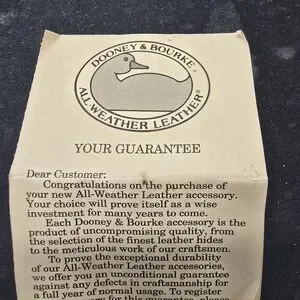 DOONEY & BOURKE
ALL-WEATHER LEATHER®
YOUR GUARANTEE
Dear Customer:
Congratulations on the purchase of
your new All-Weather Leather accessory.
Your choice will prove itself as a wise
investment for many years to come.
Each Dooney & Bourke accessory is the
product of uncompromising quality, from
the selection of the finest leather hides
to the meticulous work of our craftsmen.
To prove the exceptional durability
of our All-Weather Leather accessories,
we offer you an unconditional guarantee
against any defects in craftsmanship for
a full year of normal usage. To register
for this guarantee, please